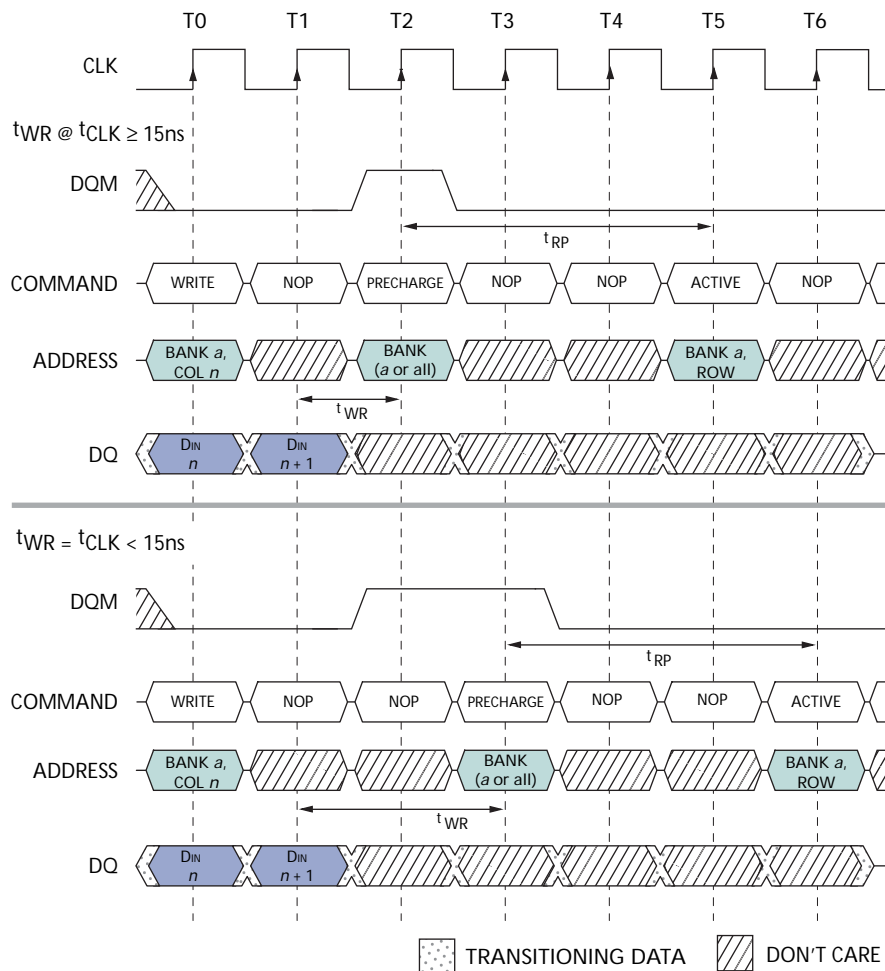 T0 T1 T2 T3 T4 T5 T6
CLK
tWR @ tCLK ≥ 15ns
DQM
tRP
COMMAND WRITE NOP PRECHARGE NOP NOP ACTIVE NOP
ADDRESS BANK a, COL n BANK (a or all) BANK a, ROW
tWR
DQ DIN n DIN n + 1
tWR = tCLK < 15ns
DQM
tRP
COMMAND WRITE NOP NOP PRECHARGE NOP NOP ACTIVE
ADDRESS BANK a, COL n BANK (a or all) BANK a, ROW
tWR
DQ DIN n DIN n + 1
TRANSITIONING DATA DON'T CARE